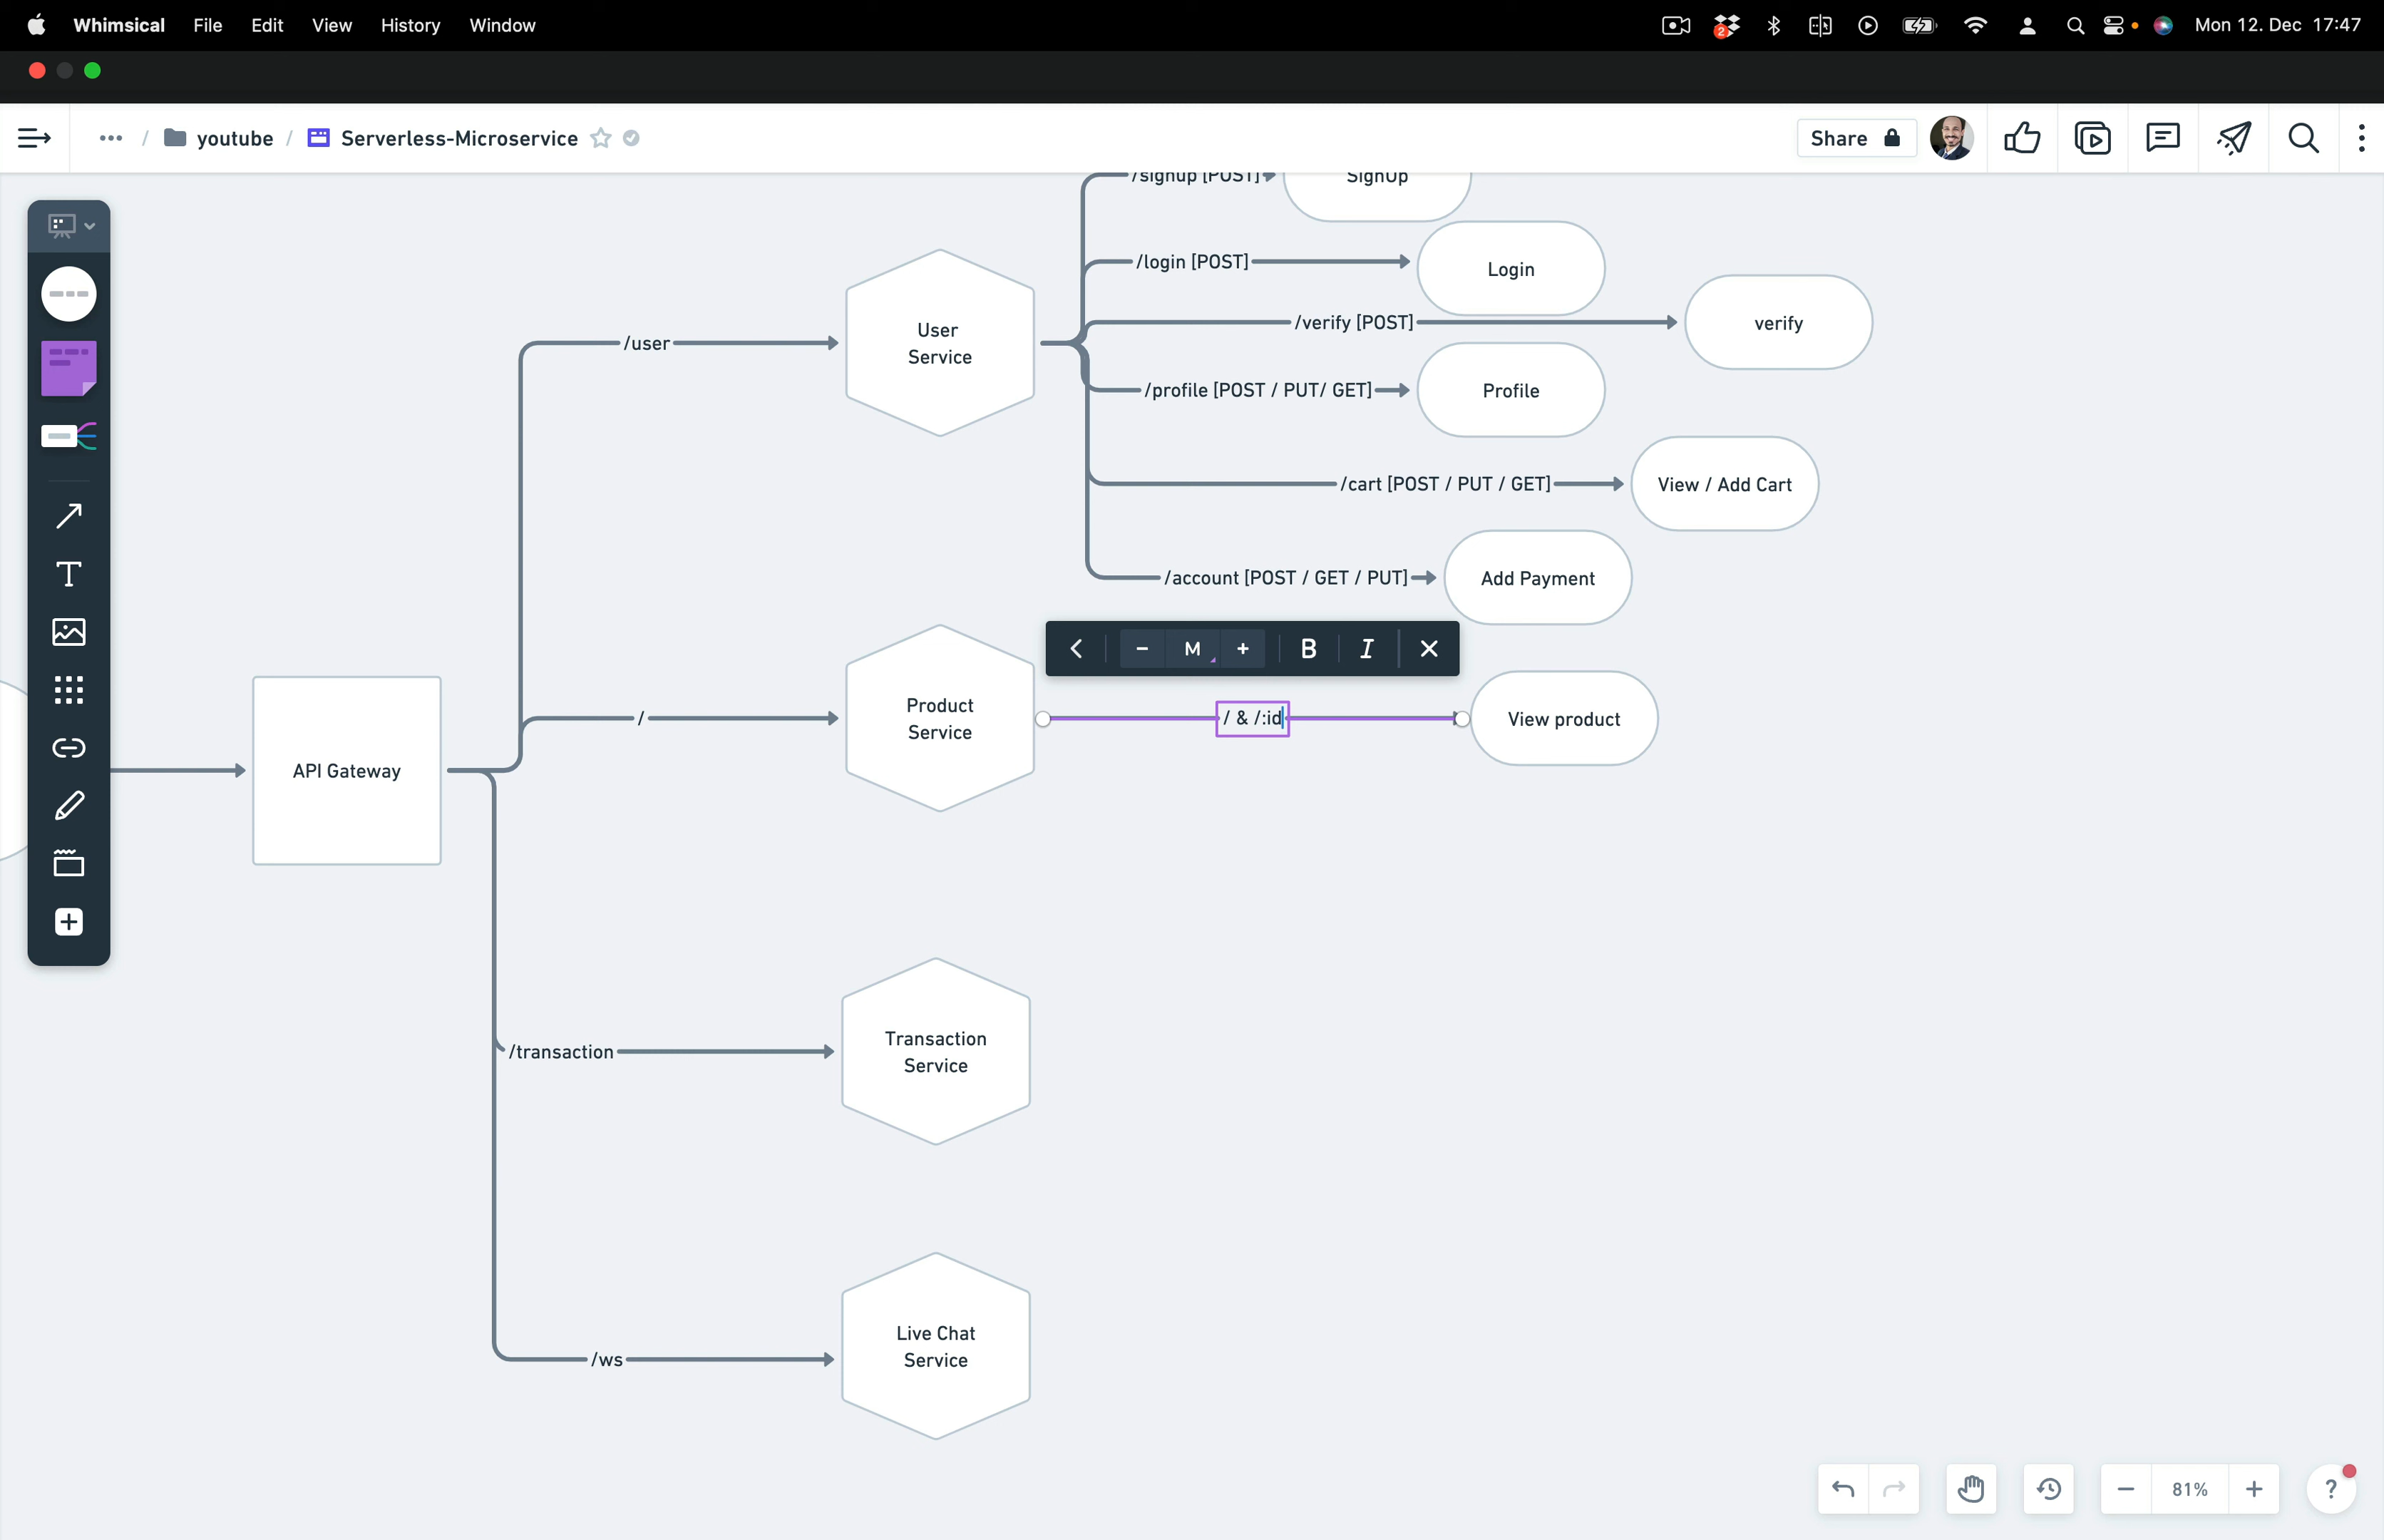 Whimsical File Edit View History Window
2
Mon 12. Dec 17:47
... / youtube / Serverless-Microservice
Share
/signup [POST]
SignUp
/login [POST]
Login
/verify [POST]
verify
/user
User
Service
/profile [POST / PUT/ GET]
Profile
/cart [POST / PUT / GET]
View / Add Cart
/account [POST / GET / PUT]
Add Payment
T
- M + B I
/
Product
Service
/ & /:id
View product
API Gateway
/transaction
Transaction
Service
/ws
Live Chat
Service
81%
?